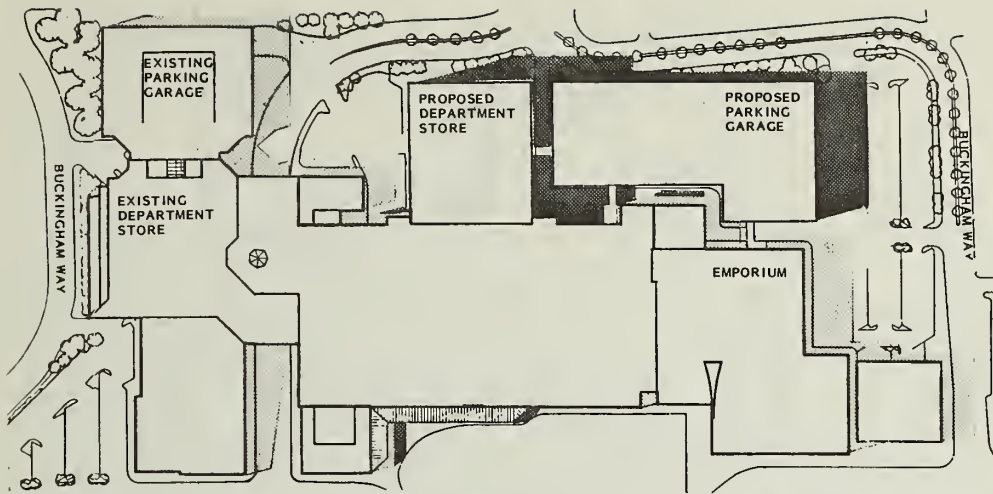 EXISTING
PARKING
GARAGE
PROPOSED
DEPARTMENT
STORE
PROPOSED
PARKING
GARAGE
BUCKINGHAM WAY
EXISTING
DEPARTMENT
STORE
BUCKINGHAM WAY
EMPORIUM